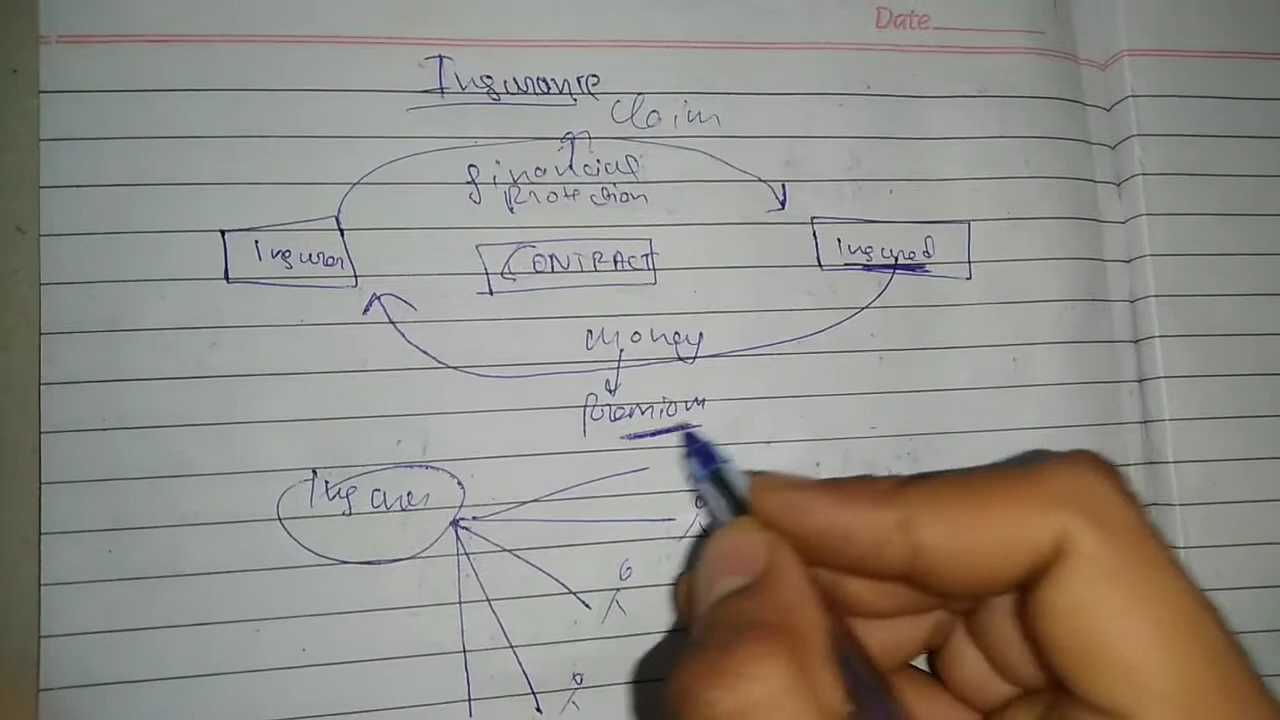 Date
Insurance
Claim
financial
Protection
Insurer
CONTRACT
Insured
money
Premium
Insurer